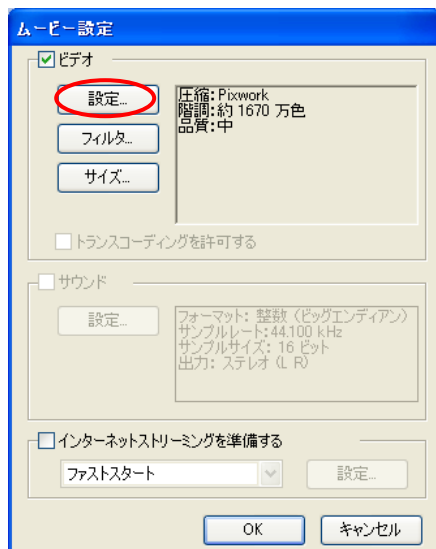 ムービー設定
ビデオ
設定...
圧縮: Pixwork
階調: 約 1670 万色
品質: 中
フィルタ...
サイズ...
トランスコーディングを許可する
サウンド
設定...
フォーマット: 整数 (ビッグエンディアン)
サンプルレート: 44.100 kHz
サンプルサイズ: 16 ビット
出力: ステレオ (L R)
インターネットストリーミングを準備する
ファストスタート
設定...
OK
キャンセル